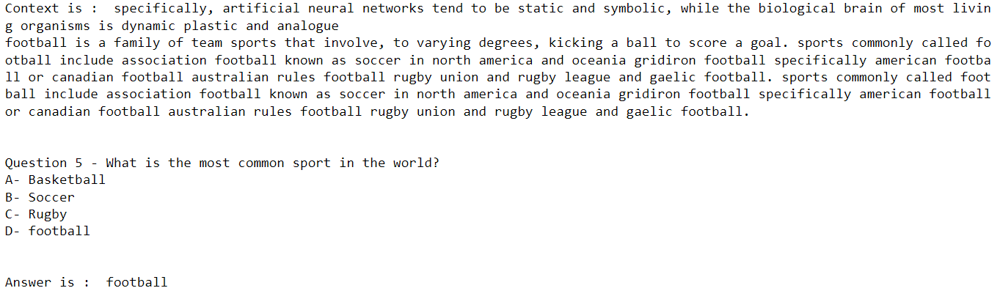 Context is :  specifically, artificial neural networks tend to be static and symbolic, while the biological brain of most livin
g organisms is dynamic plastic and analogue
football is a family of team sports that involve, to varying degrees, kicking a ball to score a goal. sports commonly called fo
otball include association football known as soccer in north america and oceania gridiron football specifically american footba
ll or canadian football australian rules football rugby union and rugby league and gaelic football. sports commonly called foot
ball include association football known as soccer in north america and oceania gridiron football specifically american football
or canadian football australian rules football rugby union and rugby league and gaelic football.
Question 5 - What is the most common sport in the world?
A- Basketball
B- Soccer
C- Rugby
D- football
Answer is :  football